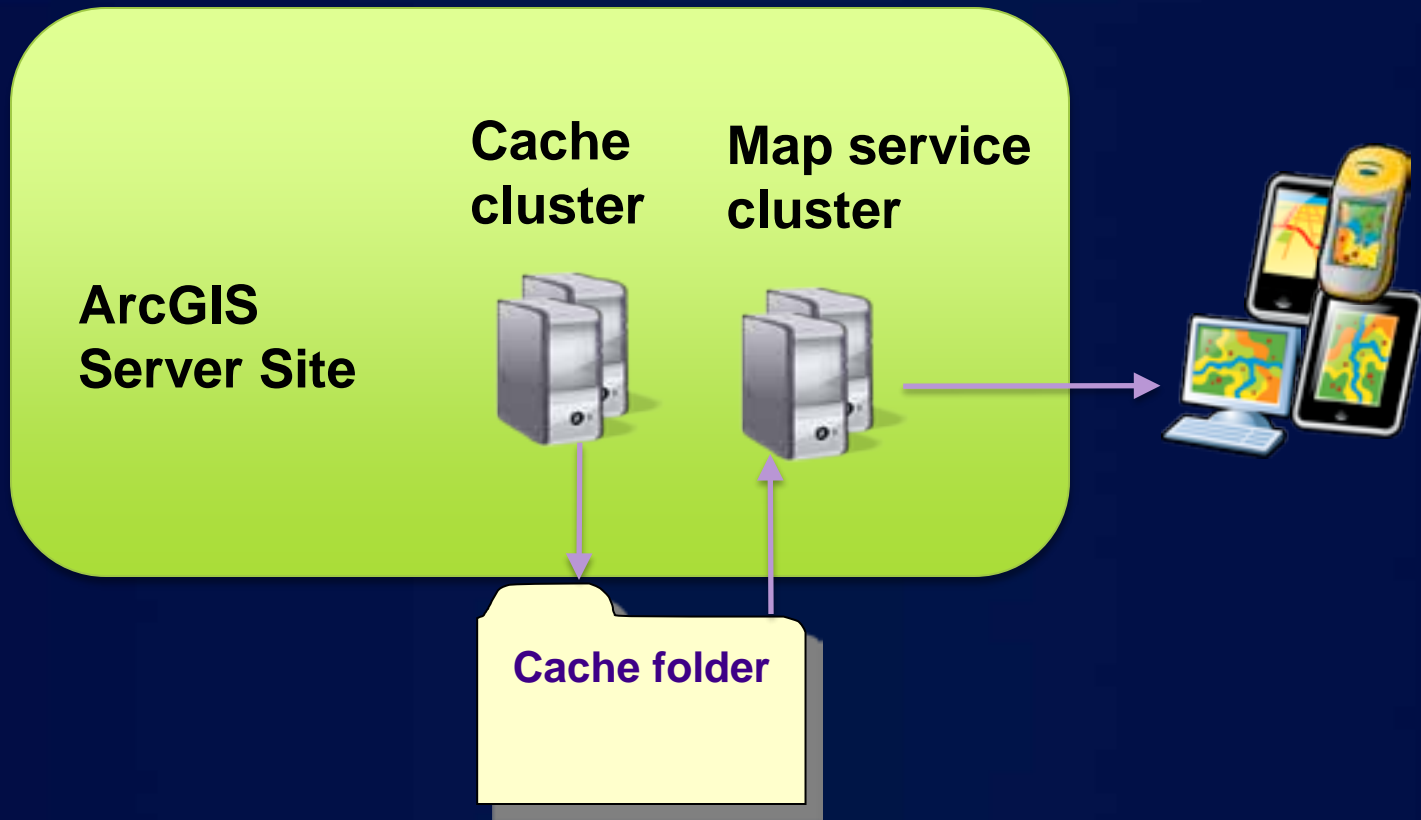 Cache
cluster
Map service
cluster
ArcGIS
Server Site
Cache folder